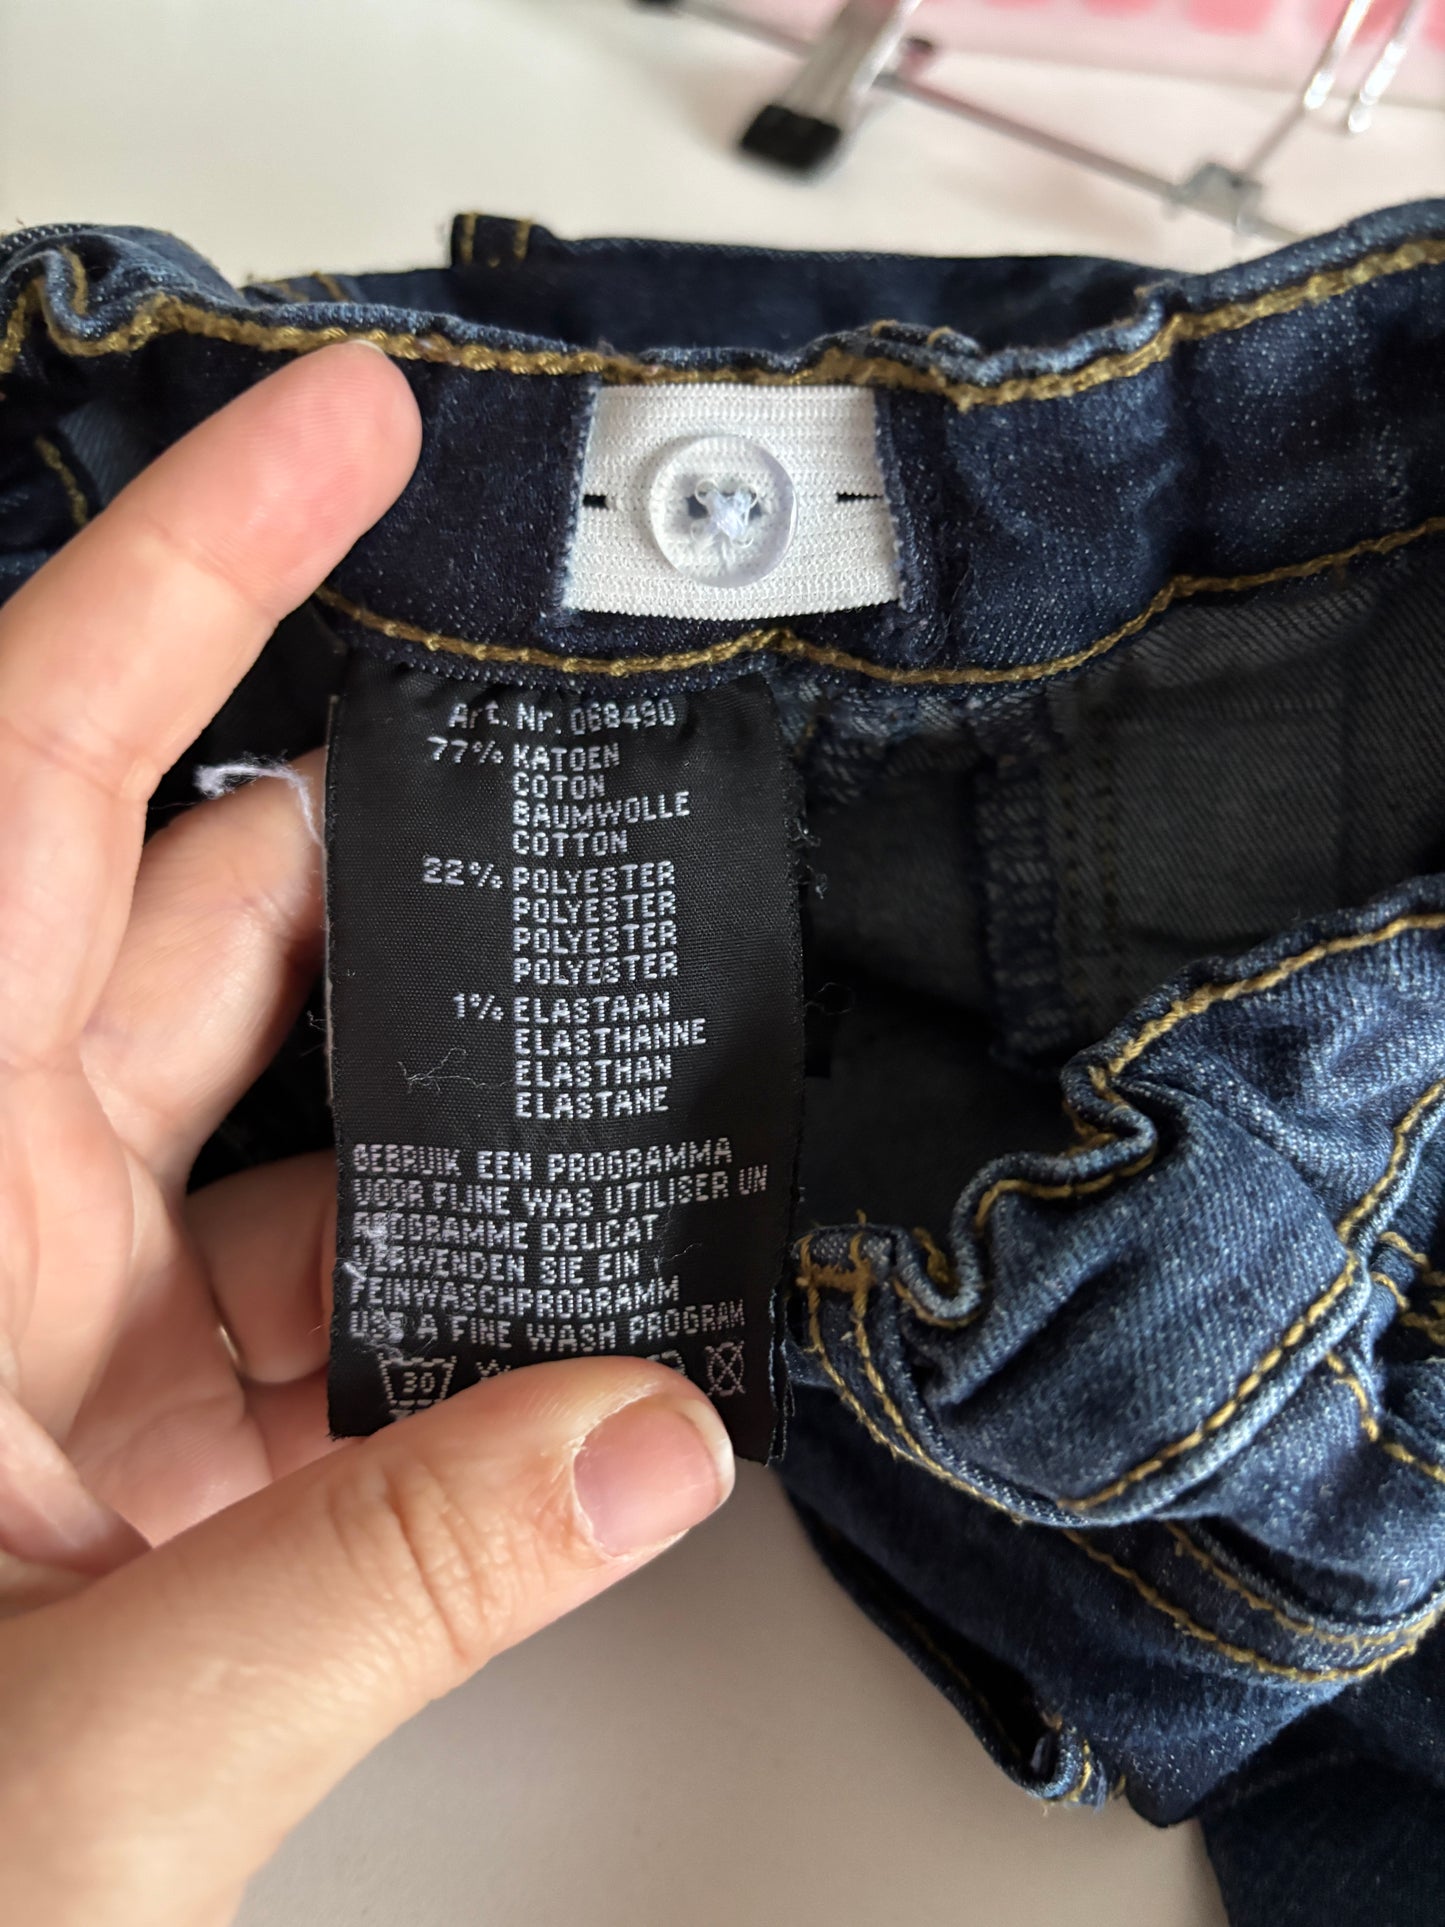 Art. Nr. 068490
77% KATOEN
COTON
BAUMWOLLE
COTTON
22% POLYESTER
POLYESTER
POLYESTER
POLYESTER
1% ELASTAAN
ELASTHANNE
ELASTHAN
ELASTANE
GEBRUIK EEN PROGRAMMA
VOOR FIJNE WAS UTILISER UN
PROGRAMME DELICAT
VERWENDEN SIE EIN
FEINWASCHPROGRAMM
USE A FINE WASH PROGRAM
30